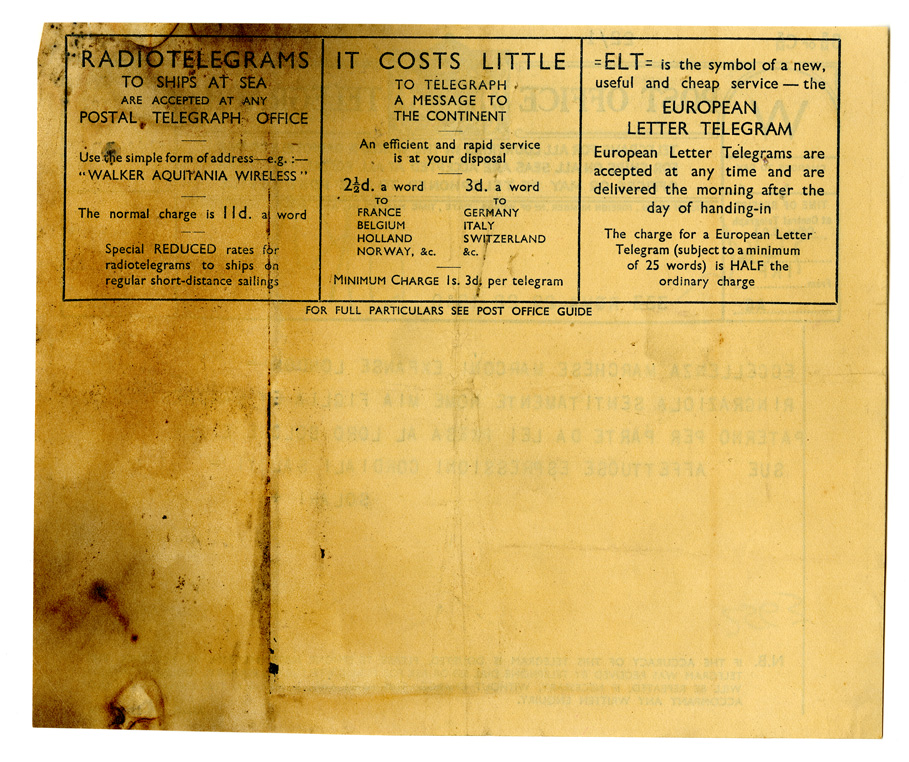 RADIOTELEGRAMS
TO SHIPS AT SEA
ARE ACCEPTED AT ANY
POSTAL TELEGRAPH OFFICE
Use the simple form of address—e.g. :—
"WALKER AQUITANIA WIRELESS"
The normal charge is 11d. a word
Special REDUCED rates for
radiotelegrams to ships on
regular short-distance sailings
IT COSTS LITTLE
TO TELEGRAPH
A MESSAGE TO
THE CONTINENT
An efficient and rapid service
is at your disposal
2½d. a word 3d. a word
TO TO
FRANCE GERMANY
BELGIUM ITALY
HOLLAND SWITZERLAND
NORWAY, &c. &c.
MINIMUM CHARGE 1s. 3d. per telegram
=ELT= is the symbol of a new,
useful and cheap service — the
EUROPEAN
LETTER TELEGRAM
European Letter Telegrams are
accepted at any time and are
delivered the morning after the
day of handing-in
The charge for a European Letter
Telegram (subject to a minimum
of 25 words) is HALF the
ordinary charge
FOR FULL PARTICULARS SEE POST OFFICE GUIDE